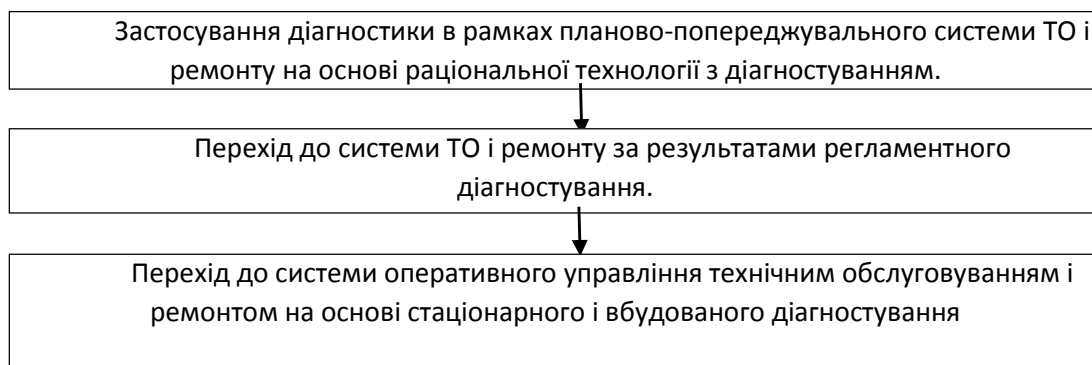 Застосування діагностики в рамках планово-попереджувального системи ТО і
ремонту на основі раціональної технології з діагностуванням.
Перехід до системи ТО і ремонту за результатами регламентного
діагностування.
Перехід до системи оперативного управління технічним обслуговуванням і
ремонтом на основі стаціонарного і вбудованого діагностування